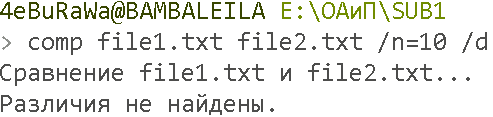 4eBuRaWa@BAMBALEILA E:\ОАиП\SUB1
> comp file1.txt file2.txt /n=10 /d
Сравнение file1.txt и file2.txt...
Различия не найдены.